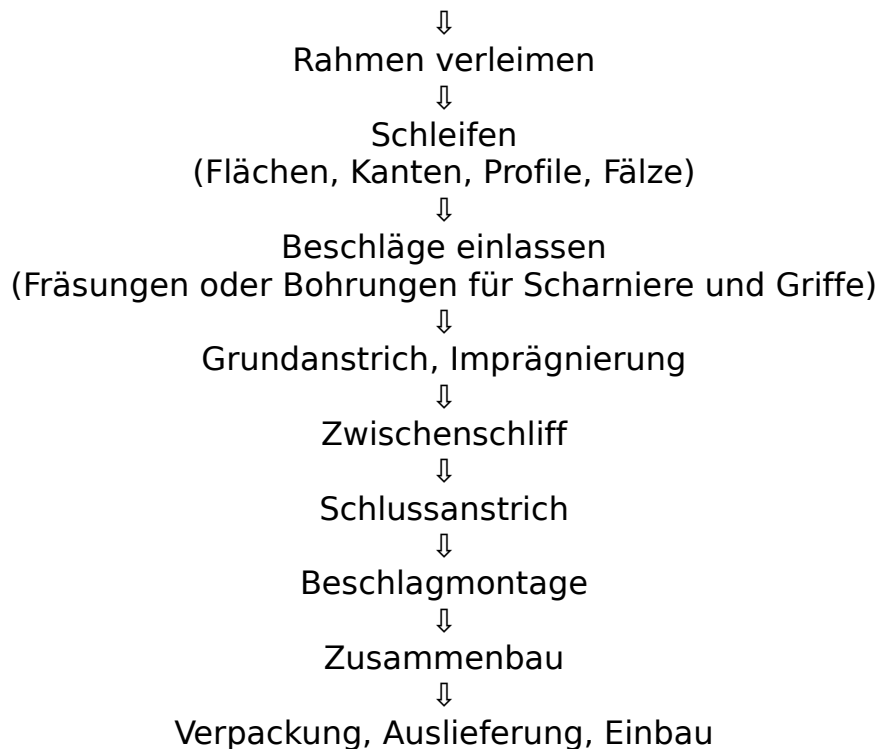 ⇩
Rahmen verleimen
⇩
Schleifen
(Flächen, Kanten, Profile, Fälze)
⇩
Beschläge einlassen
(Fräsungen oder Bohrungen für Scharniere und Griffe)
⇩
Grundanstrich, Imprägnierung
⇩
Zwischenschliff
⇩
Schlussanstrich
⇩
Beschlagmontage
⇩
Zusammenbau
⇩
Verpackung, Auslieferung, Einbau